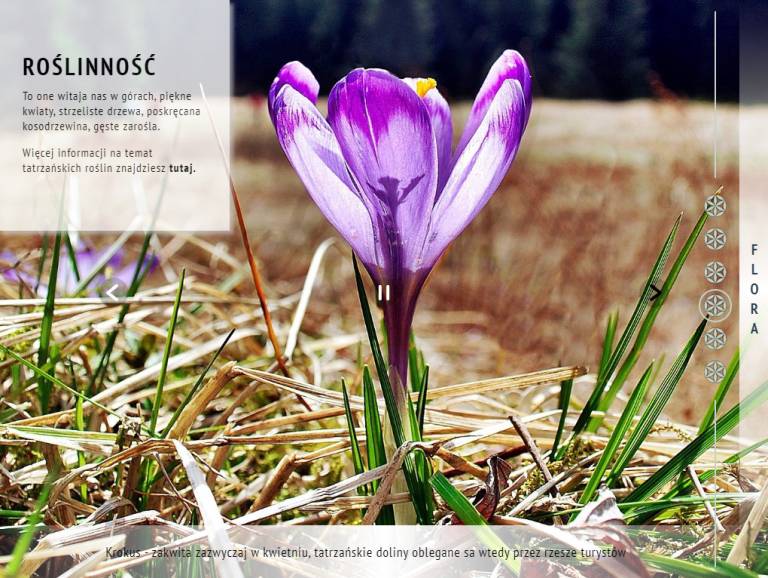 ROŚLINNOŚĆ
To one witaja nas w górach, piękne
kwiaty, strzeliste drzewa, poskręcana
kosodrzewina, gęste zarośla.
Więcej informacji na temat
tatrzańskich roślin znajdziesz tutaj.
FLORA
Krokus - zakwita zazwyczaj w kwietniu, tatrzańskie doliny oblegane sa wtedy przez rzesze turystów